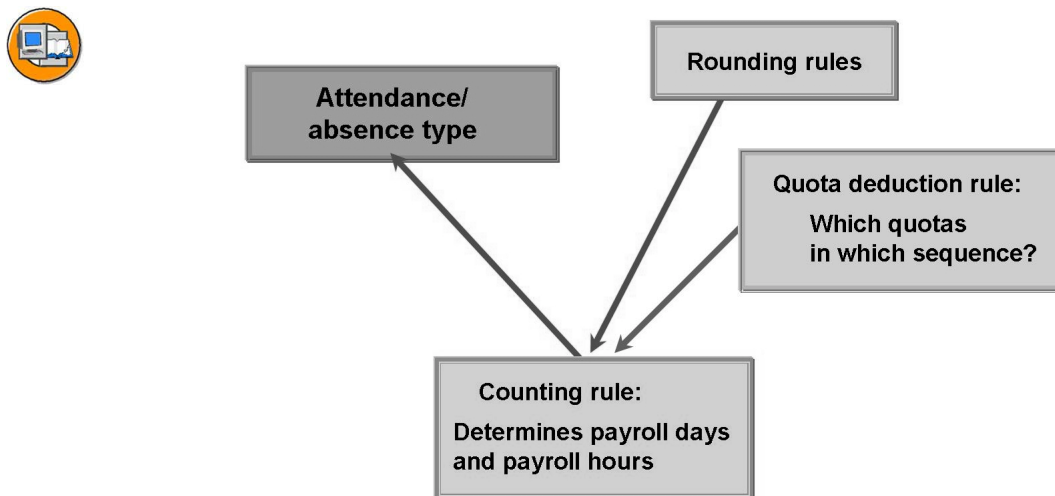 Rounding rules
Attendance/
absence type
Quota deduction rule:
Which quotas
in which sequence?
Counting rule:
Determines payroll days
and payroll hours